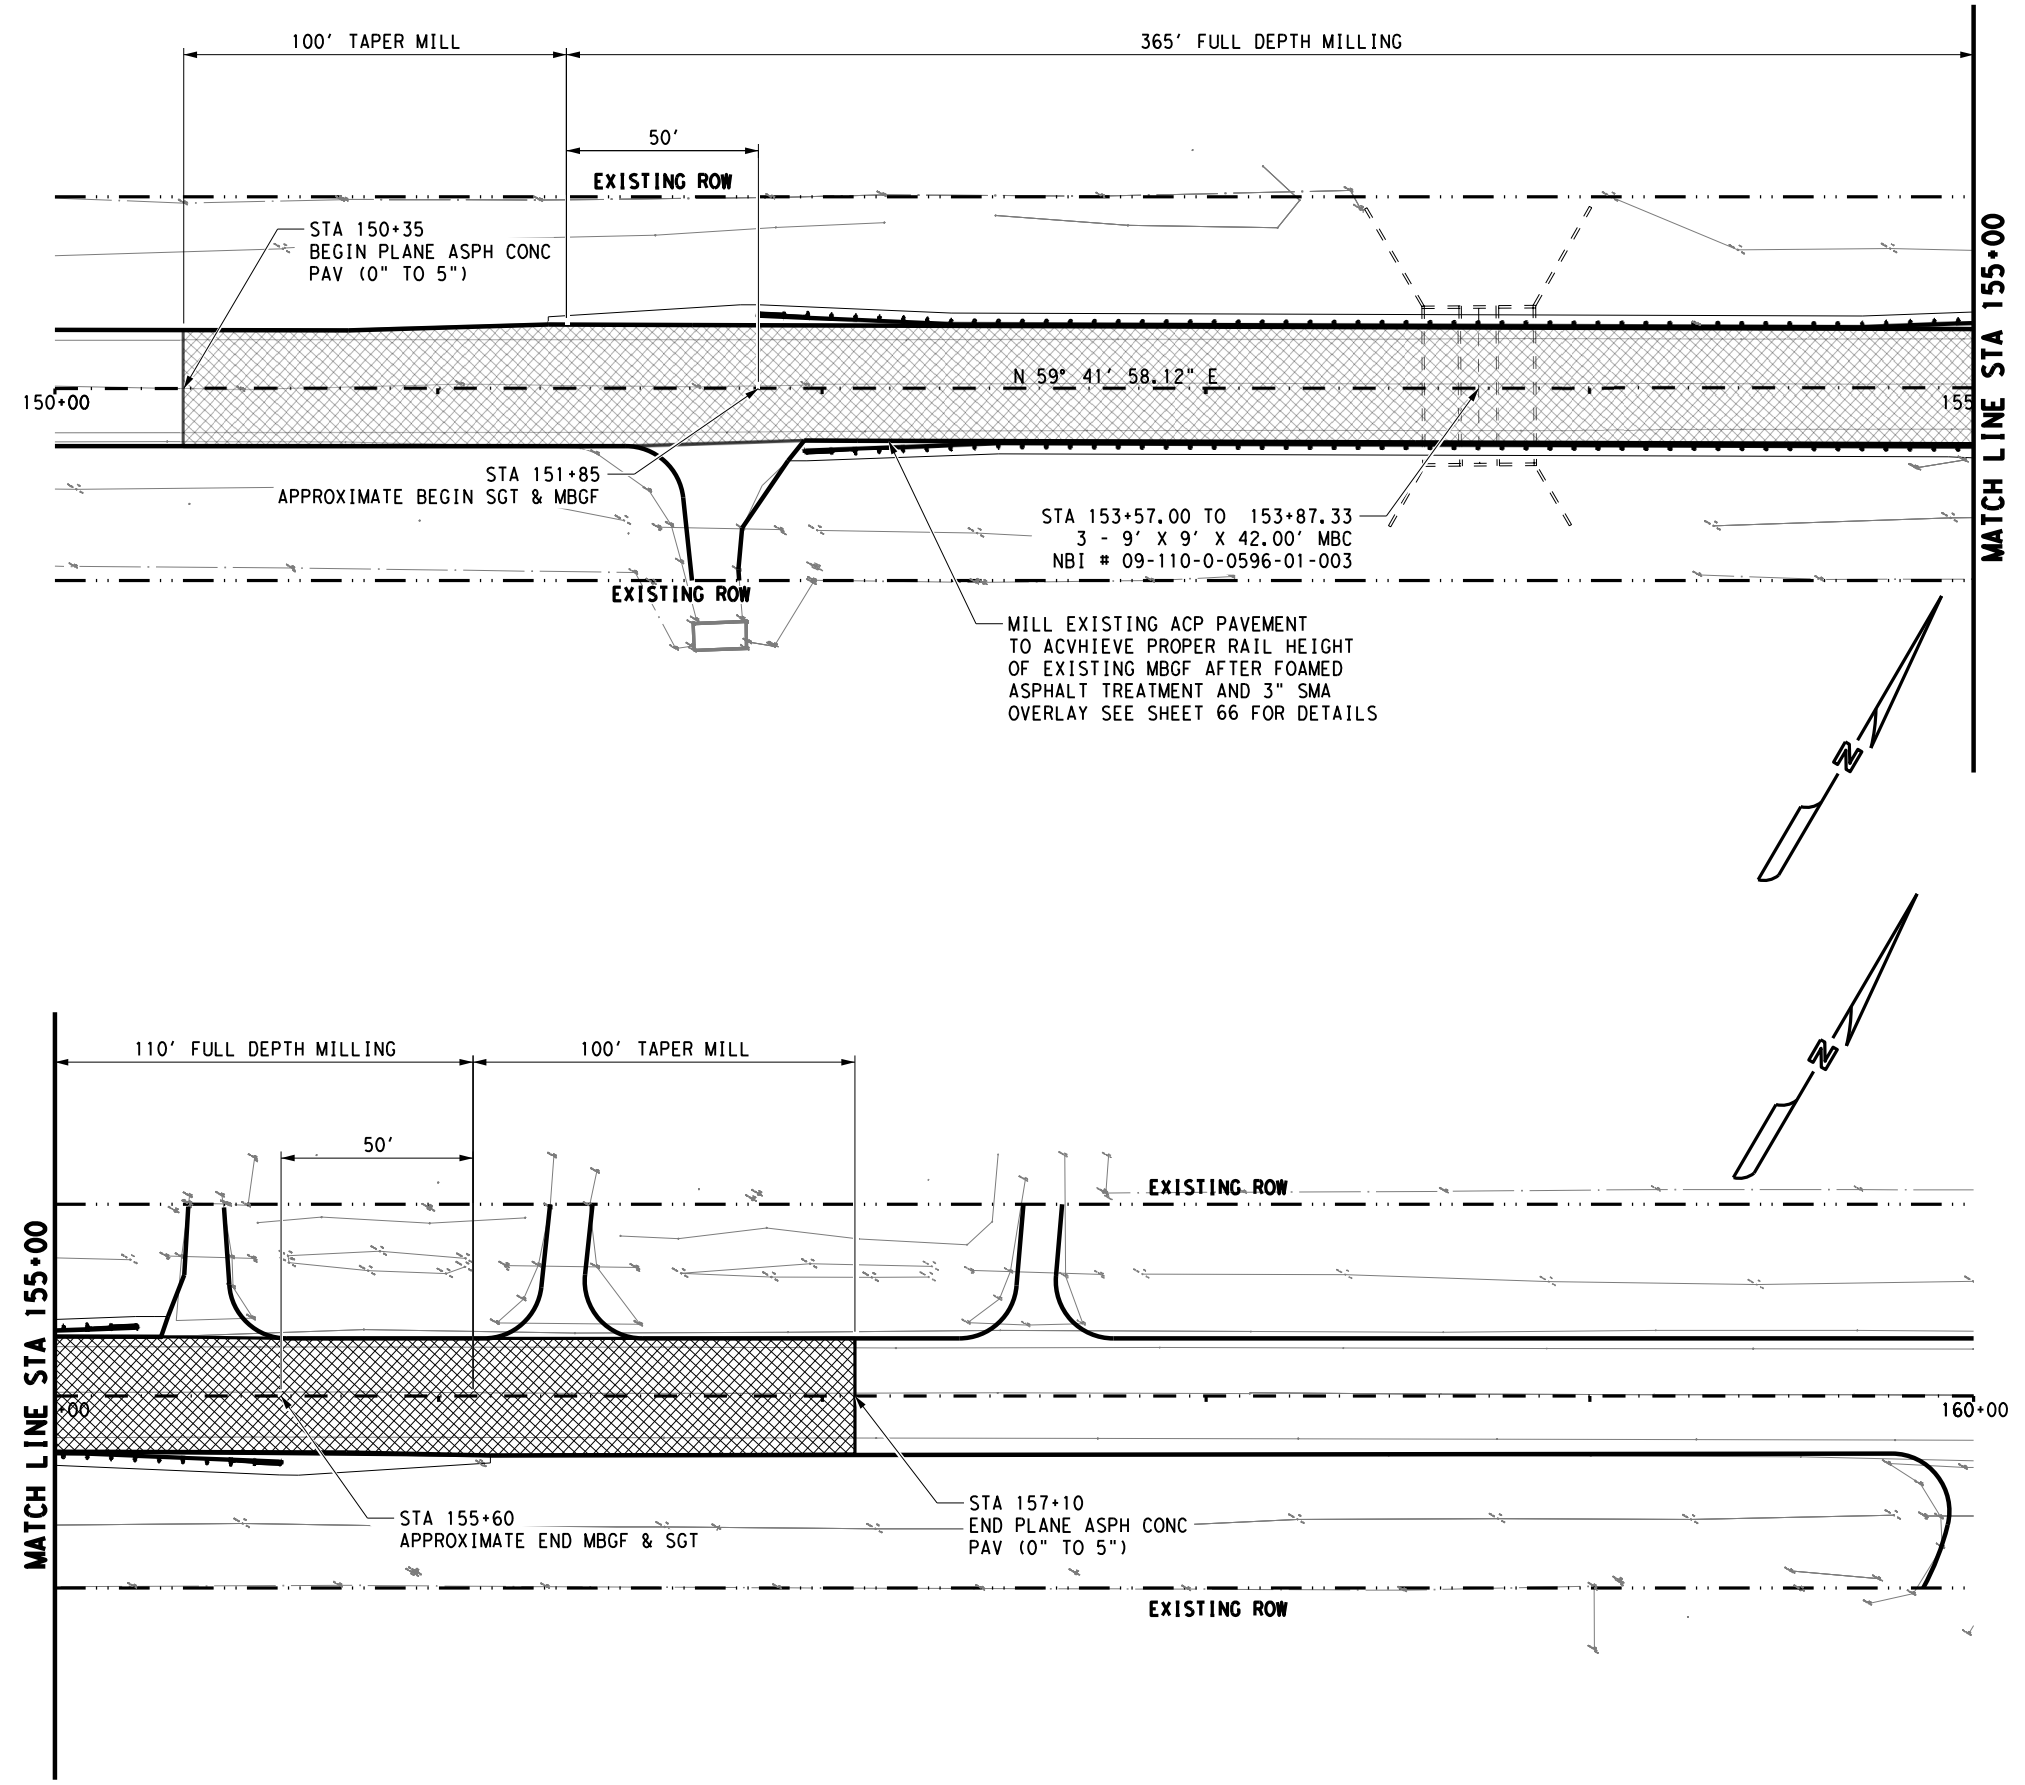 100' TAPER MILL
365' FULL DEPTH MILLING
50'
EXISTING ROW
STA 150+35
BEGIN PLANE ASPH CONC
PAV (0" TO 5")
MATCH LINE STA 155+00
N 59° 41' 58.12" E
150+00
155
STA 151+85
APPROXIMATE BEGIN SGT & MBGF
STA 153+57.00 TO 153+87.33
3 - 9' X 9' X 42.00' MBC
NBI # 09-110-0-0596-01-003
EXISTING ROW
MILL EXISTING ACP PAVEMENT
TO ACVHIEVE PROPER RAIL HEIGHT
OF EXISTING MBGF AFTER FOAMED
ASPHALT TREATMENT AND 3" SMA
OVERLAY SEE SHEET 66 FOR DETAILS
N
N
110' FULL DEPTH MILLING
100' TAPER MILL
50'
EXISTING ROW
MATCH LINE STA 155+00
+00
160+00
STA 155+60
APPROXIMATE END MBGF & SGT
STA 157+10
END PLANE ASPH CONC
PAV (0" TO 5")
EXISTING ROW